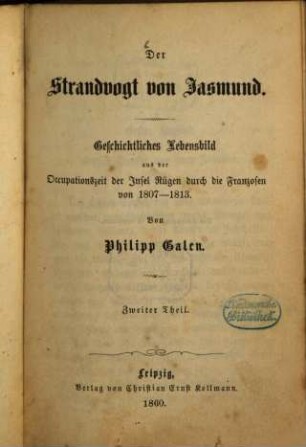 Der
Strandvogt von Jasmund.
Geschichtliches Lebensbild
aus der
Occupationszeit der Insel Rügen durch die Franzosen
von 1807—1813.
Von
Philipp Galen.
Zweiter Theil.
Bibliothek.
Leipzig,
Verlag von Christian Ernst Kollmann.
1860.